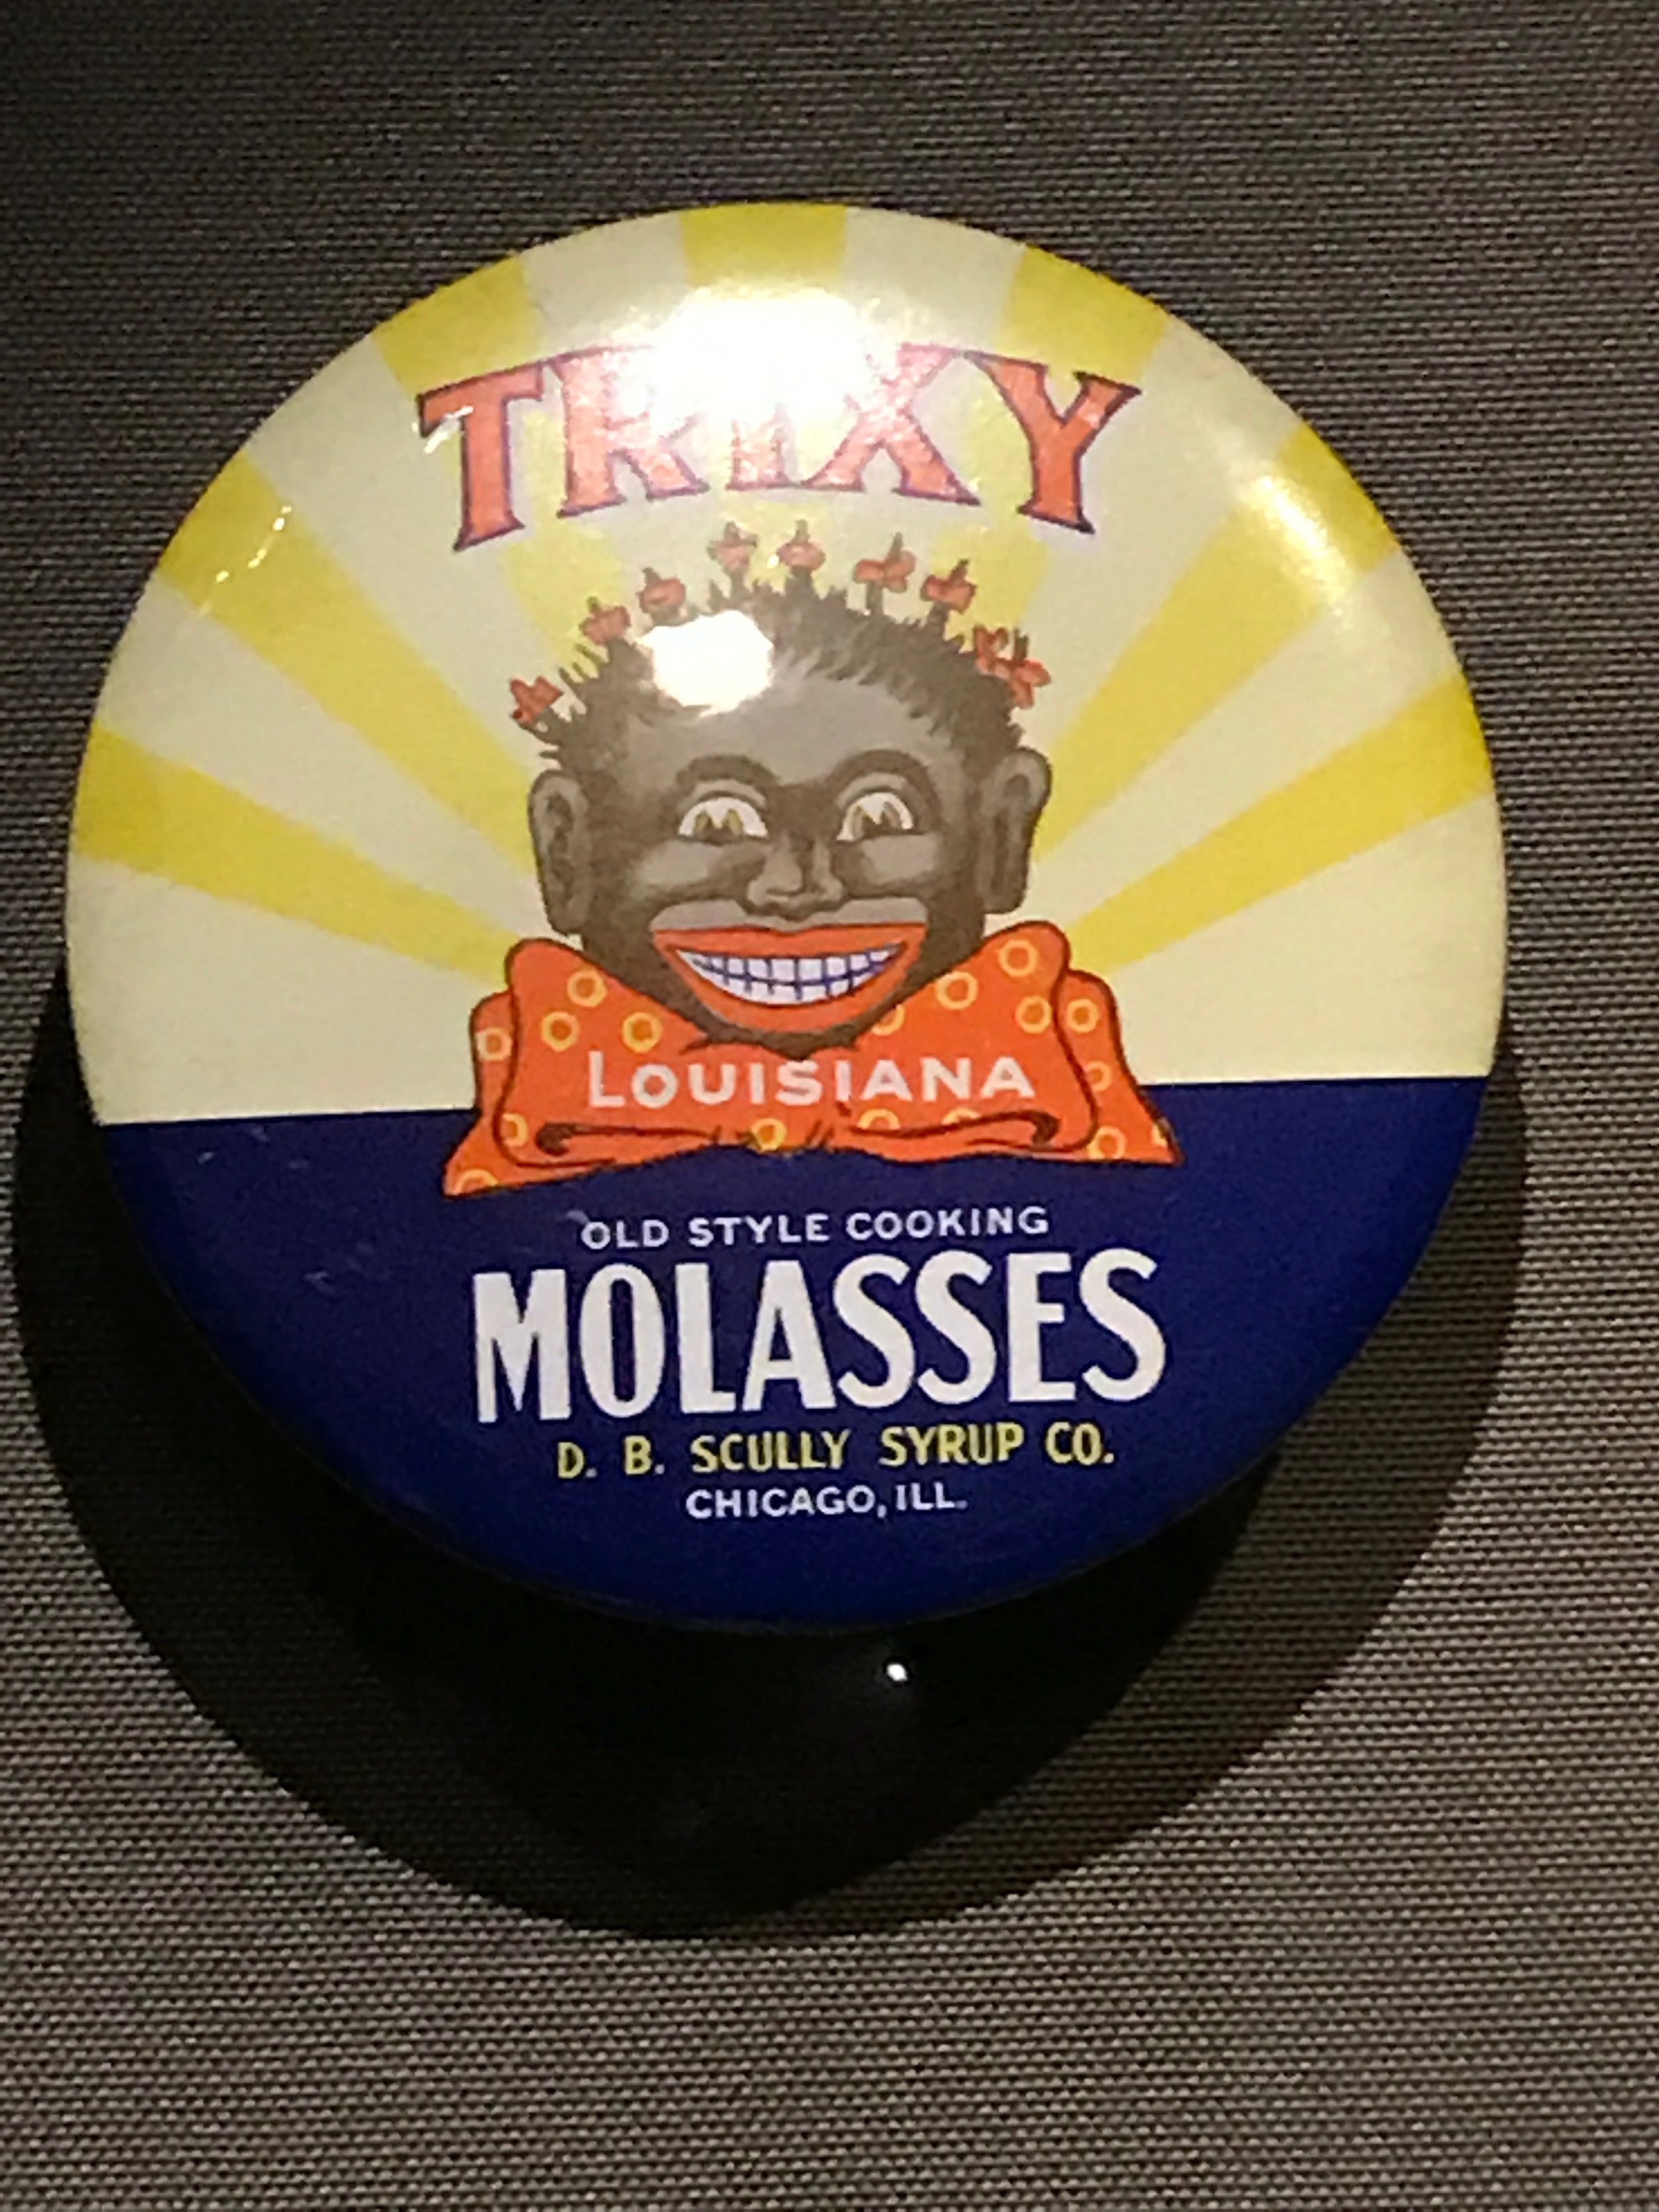 TRIXY
LOUISIANA
OLD STYLE COOKING
MOLASSES
D. B. SCULLY SYRUP CO.
CHICAGO, ILL.